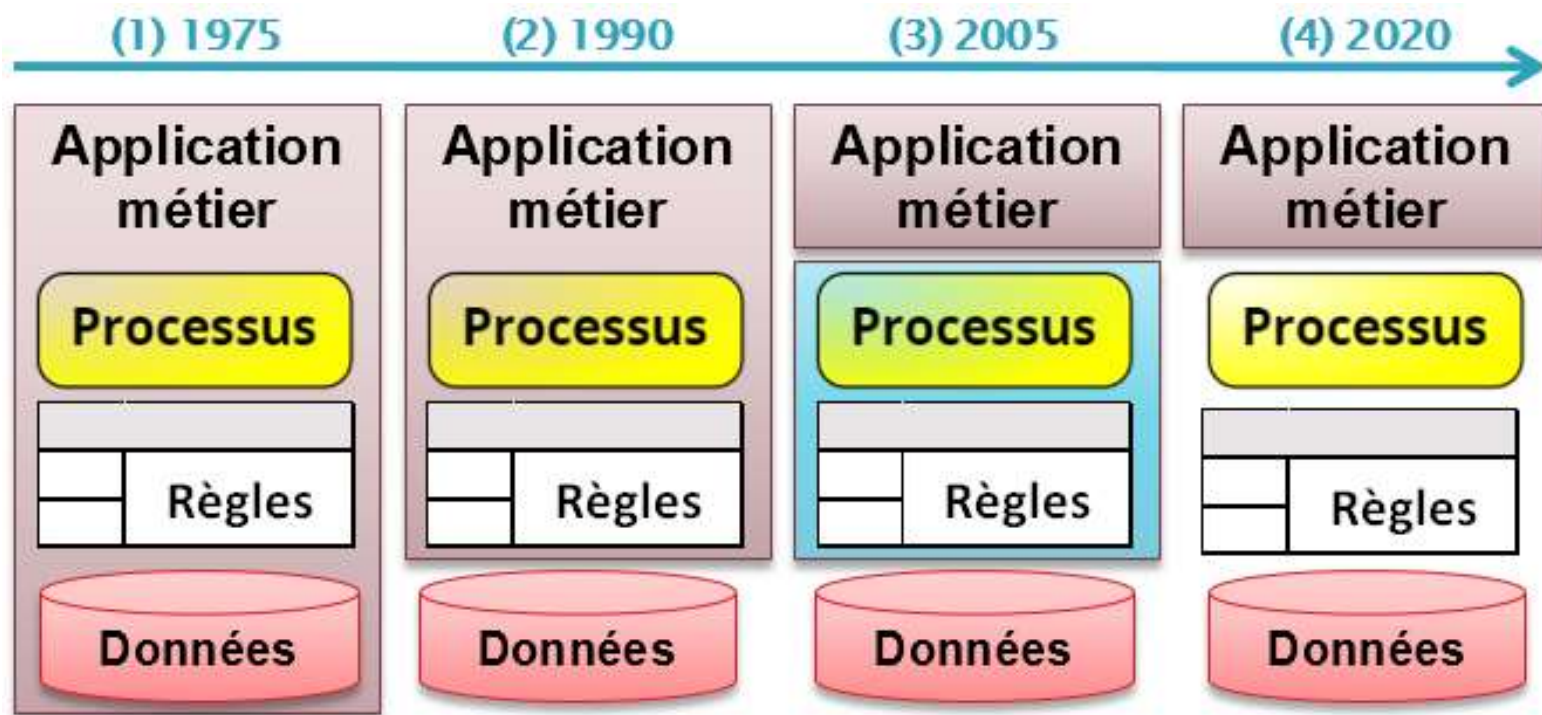 (1) 1975 (2) 1990 (3) 2005 (4) 2020
Application métier
Processus
Règles
Données
Application métier
Processus
Règles
Données
Application métier
Processus
Règles
Données
Application métier
Processus
Règles
Données